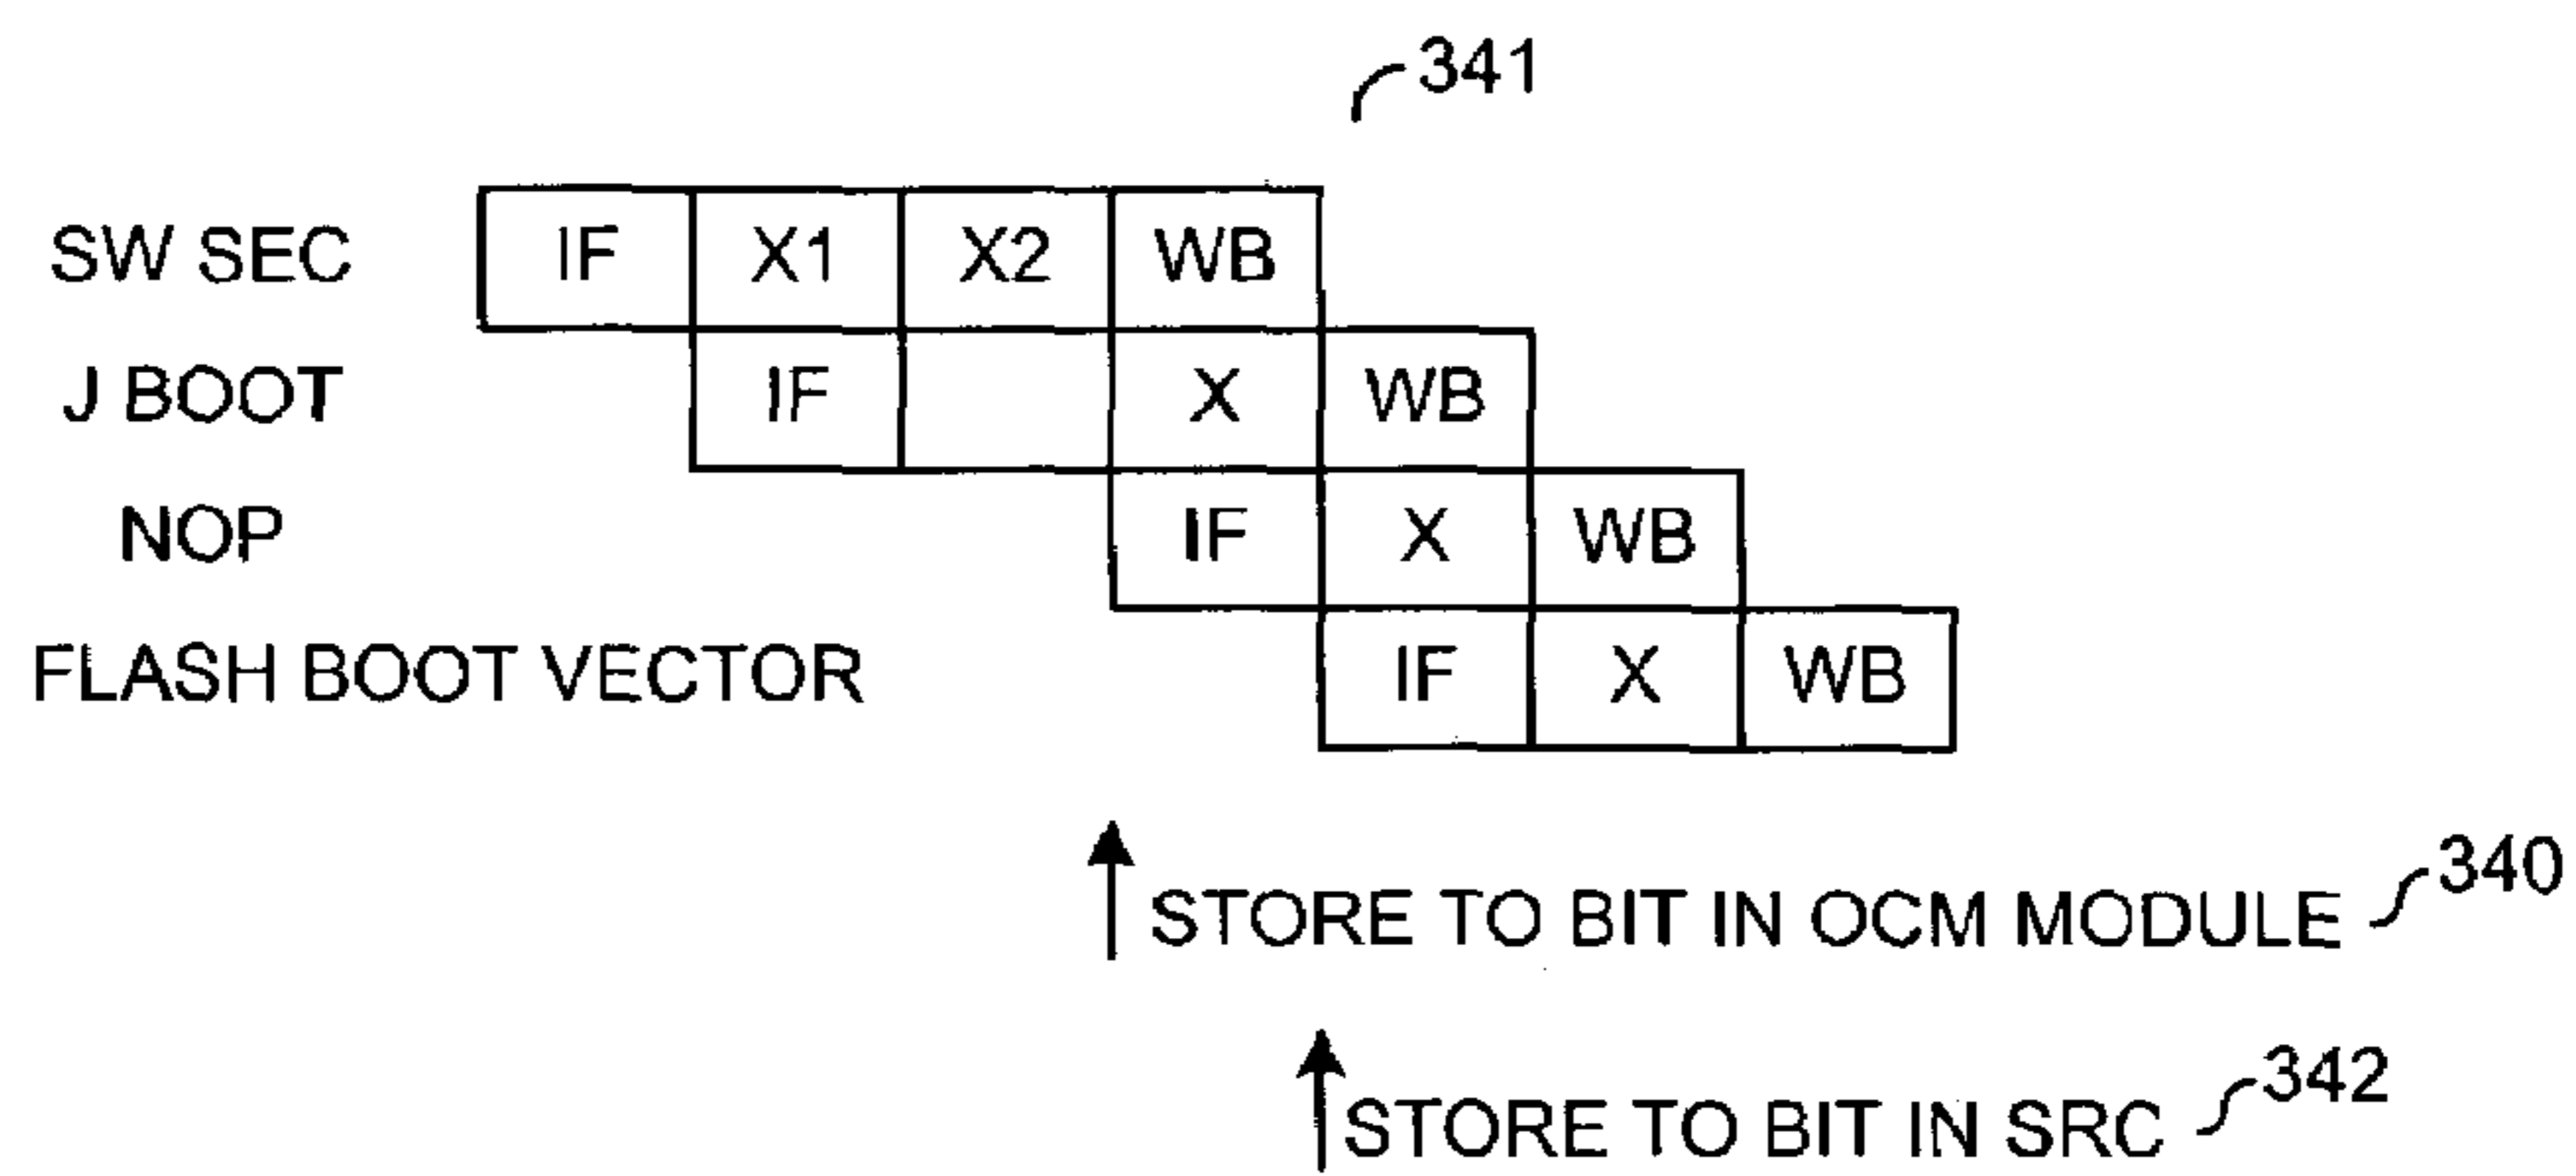 341
SW SEC IF X1 X2 WB
J BOOT IF X WB
NOP IF X WB
FLASH BOOT VECTOR IF X WB
STORE TO BIT IN OCM MODULE 340
STORE TO BIT IN SRC 342